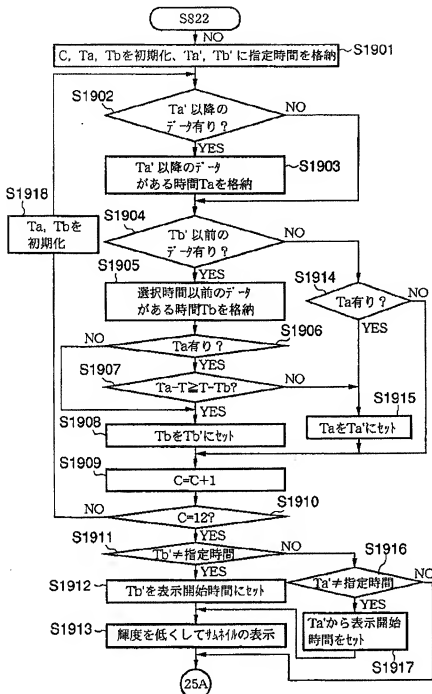 S822
NO
C, Ta, Tbを初期化、Ta', Tb'に指定時間を格納
S1901
S1902
Ta'以降の
データ有り?
NO
YES
Ta'以降のデータ
がある時間Taを格納
S1903
S1918
Ta, Tbを
初期化
S1904
Tb'以前の
データ有り?
NO
YES
S1905
選択時間以前のデータ
がある時間Tbを格納
S1914
Ta有り?
NO
YES
S1906
Ta有り?
NO
YES
S1907
Ta-T≧T-Tb?
NO
YES
S1915
TaをTa'にセット
S1908
TbをTb'にセット
S1909
C=C+1
S1910
NO
C=12?
YES
S1911
Tb'≠指定時間
NO
YES
S1916
Ta'≠指定時間
NO
YES
S1912
Tb'を表示開始時間にセット
Ta'から表示開始
時間をセット
S1917
S1913
輝度を低くしてサムネイルの表示
25A